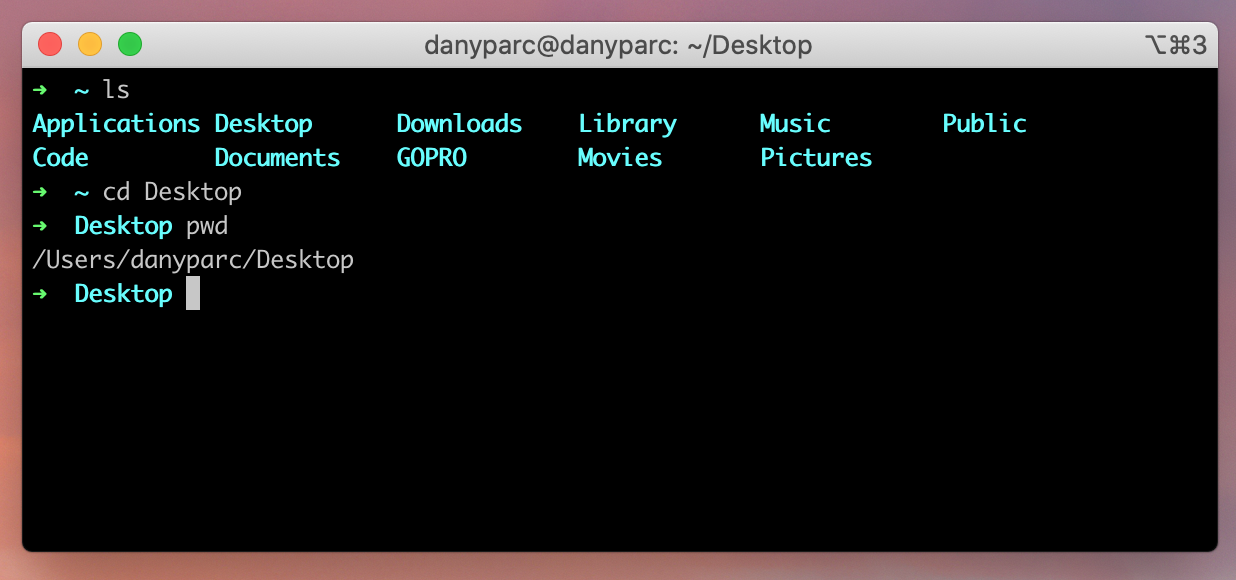 danyparc@danyparc: ~/Desktop ⌥⌘3
➜ ~ ls
Applications Desktop Downloads Library Music Public
Code Documents GOPRO Movies Pictures
➜ ~ cd Desktop
➜ Desktop pwd
/Users/danyparc/Desktop
➜ Desktop